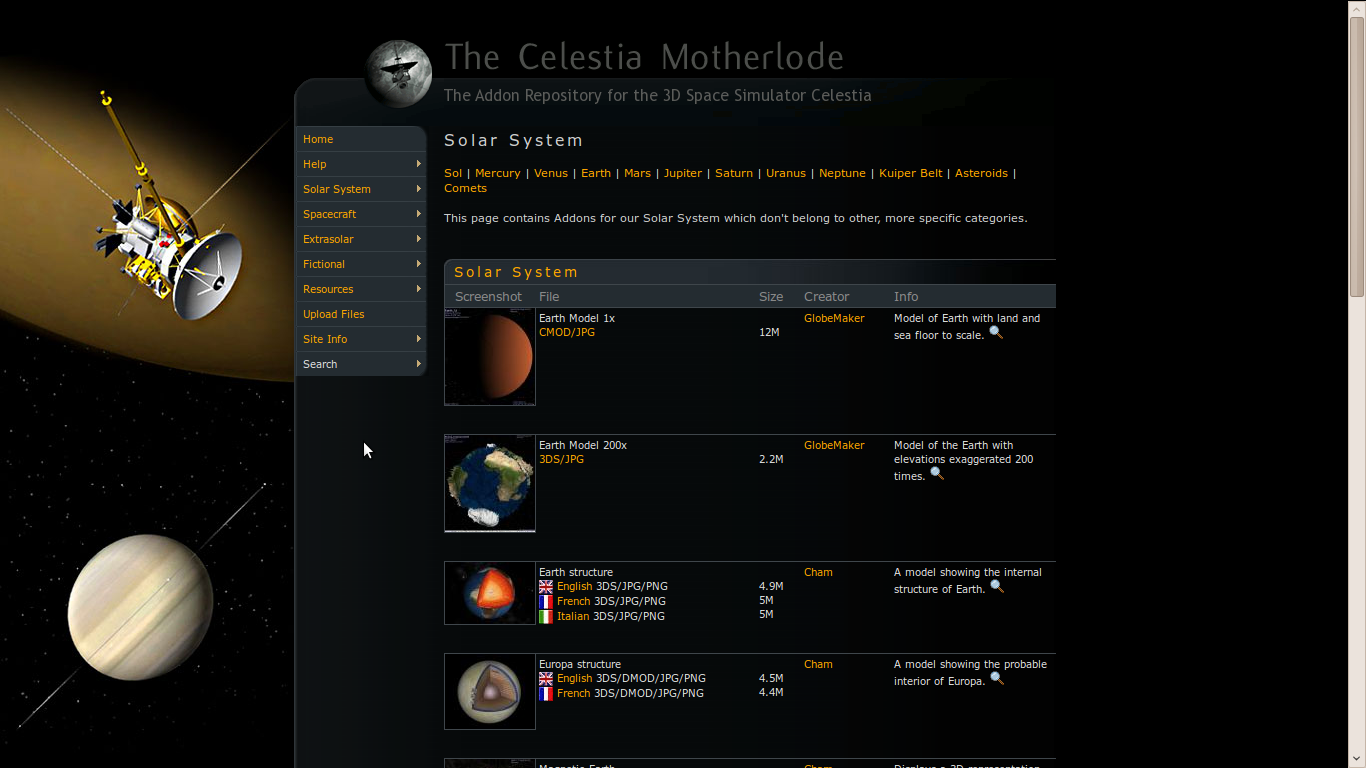 The Celestia Motherlode
The Addon Repository for the 3D Space Simulator Celestia
Home
Help
Solar System
Spacecraft
Extrasolar
Fictional
Resources
Upload Files
Site Info
Search
Solar System
Sol | Mercury | Venus | Earth | Mars | Jupiter | Saturn | Uranus | Neptune | Kuiper Belt | Asteroids |
Comets
This page contains Addons for our Solar System which don't belong to other, more specific categories.
Solar System
Screenshot File Size Creator Info
Earth Model 1x GlobeMaker Model of Earth with land and
CMOD/JPG 12M sea floor to scale.
Earth Model 200x GlobeMaker Model of the Earth with
3DS/JPG 2.2M elevations exaggerated 200
times.
Earth structure Cham A model showing the internal
English 3DS/JPG/PNG 4.9M structure of Earth.
French 3DS/JPG/PNG 5M
Italian 3DS/JPG/PNG 5M
Europa structure Cham A model showing the probable
English 3DS/DMOD/JPG/PNG 4.5M interior of Europa.
French 3DS/DMOD/JPG/PNG 4.4M
Magnetic Earth Cham Displays a 3D representation